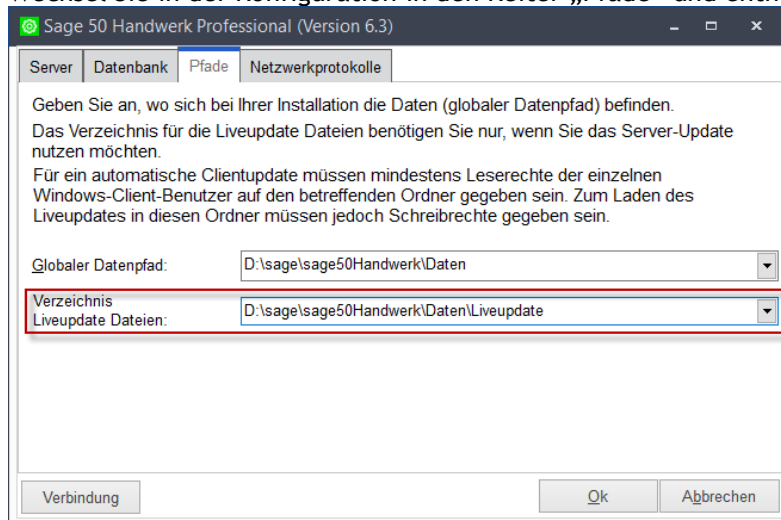 Sage 50 Handwerk Professional (Version 6.3)
Server Datenbank Pfade Netzwerkprotokolle
Geben Sie an, wo sich bei Ihrer Installation die Daten (globaler Datenpfad) befinden.
Das Verzeichnis für die Liveupdate Dateien benötigen Sie nur, wenn Sie das Server-Update
nutzen möchten.
Für ein automatische Clientupdate müssen mindestens Leserechte der einzelnen
Windows-Client-Benutzer auf den betreffenden Ordner gegeben sein. Zum Laden des
Liveupdates in diesen Ordner müssen jedoch Schreibrechte gegeben sein.
Globaler Datenpfad: D:\sage\sage50Handwerk\Daten
Verzeichnis
Liveupdate Dateien: D:\sage\sage50Handwerk\Daten\Liveupdate
Verbindung Ok Abbrechen